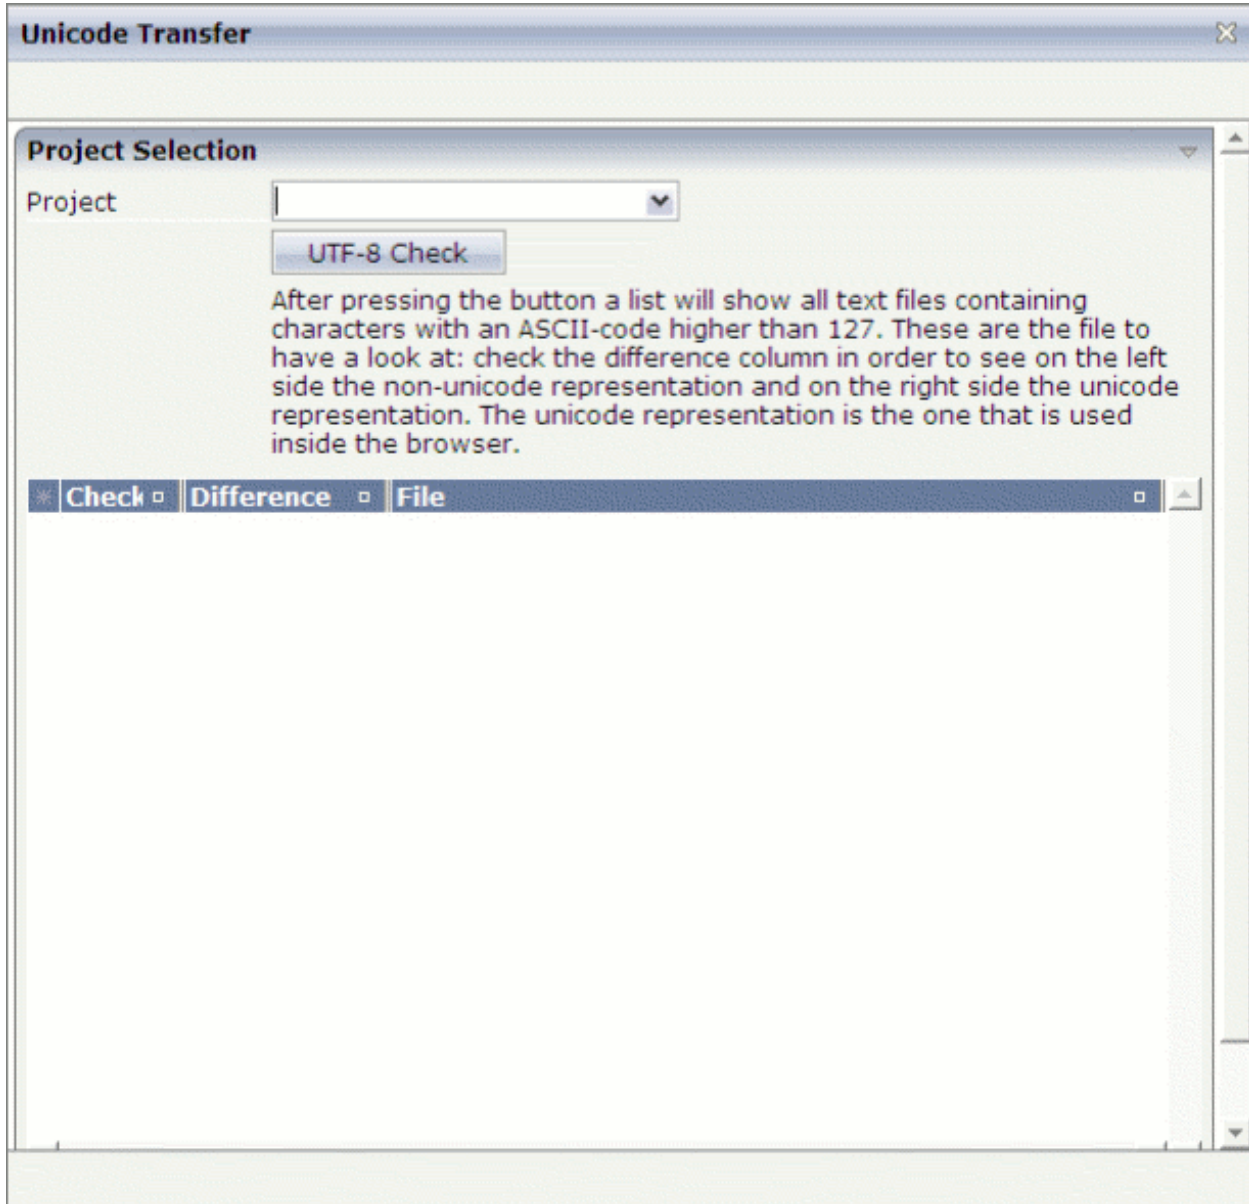 Unicode Transfer
Project Selection
Project
UTF-8 Check
After pressing the button a list will show all text files containing
characters with an ASCII-code higher than 127. These are the file to
have a look at: check the difference column in order to see on the left
side the non-unicode representation and on the right side the unicode
representation. The unicode representation is the one that is used
inside the browser.
Check Difference File